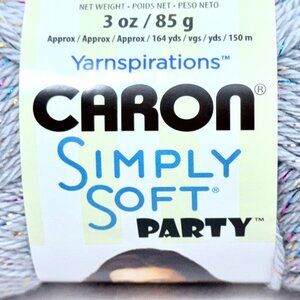 NET WEIGHT • POIDS NET • PESO NETO
3 oz / 85 g
Approx / Approx / Approx / 164 yds / vgs / yds / 150 m
Yarnspirations™
CARON®
SIMPLY
SOFT®
PARTY™